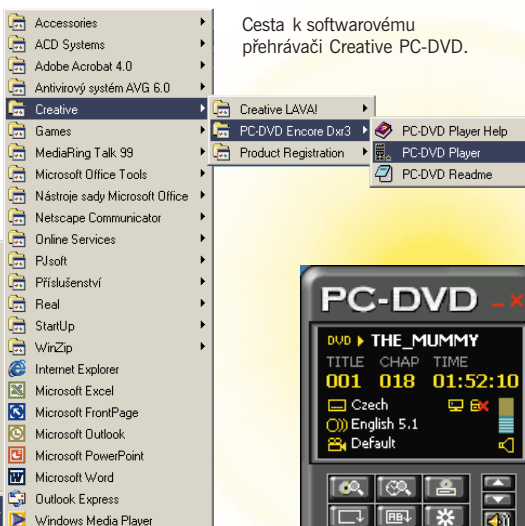 Cesta k softwarovému
přehrávači Creative PC-DVD.
Accessories
ACD Systems
Adobe Acrobat 4.0
Antivirový systém AVG 6.0
Creative
Games
MediaRing Talk 99
Microsoft Office Tools
Nástroje sady Microsoft Office
Netscape Communicator
Online Services
PJsoft
Příslušenství
Real
StartUp
WinZip
Internet Explorer
Microsoft Excel
Microsoft FrontPage
Microsoft Outlook
Microsoft PowerPoint
Microsoft Word
Outlook Express
Windows Media Player
Creative LAVA!
PC-DVD Encore Dxr3
Product Registration
PC-DVD Player Help
PC-DVD Player
PC-DVD Readme
PC-DVD
DVD THE_MUMMY
TITLE CHAP TIME
001 018 01:52:10
Czech
English 5.1
Default
AB